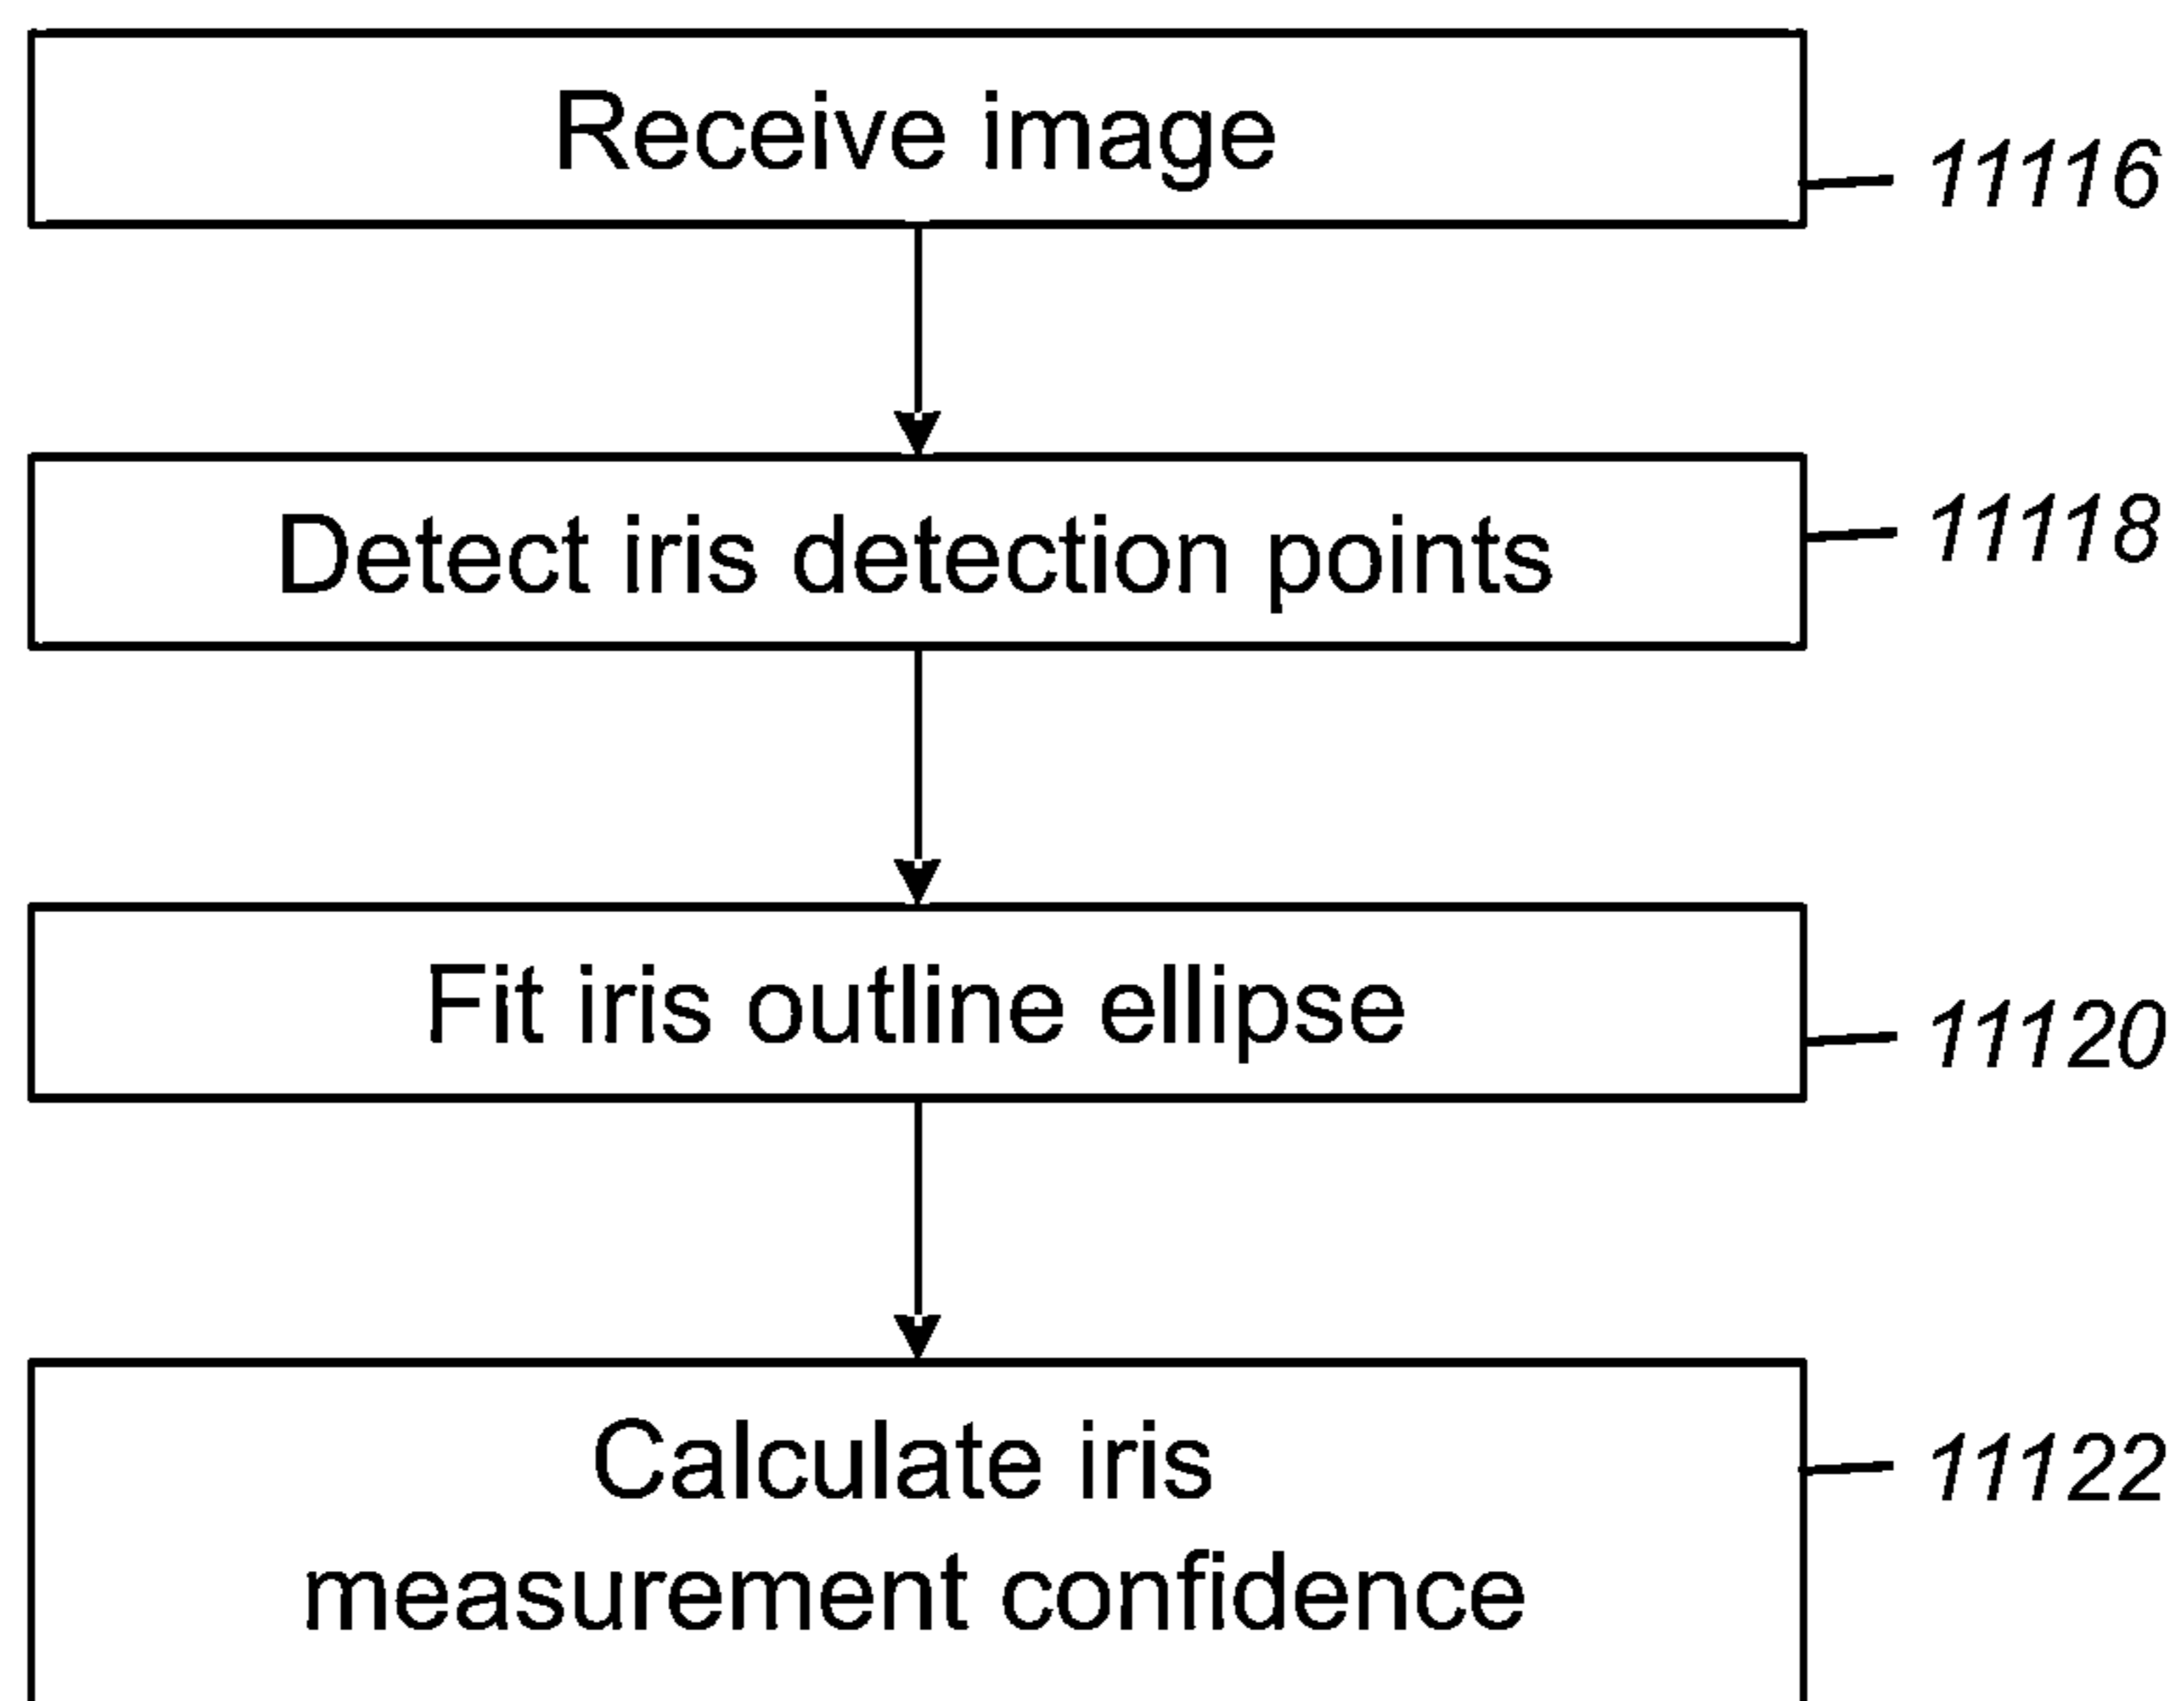 Receive image
11116
Detect iris detection points
11118
Fit iris outline ellipse
11120
Calculate iris
11122
measurement confidence